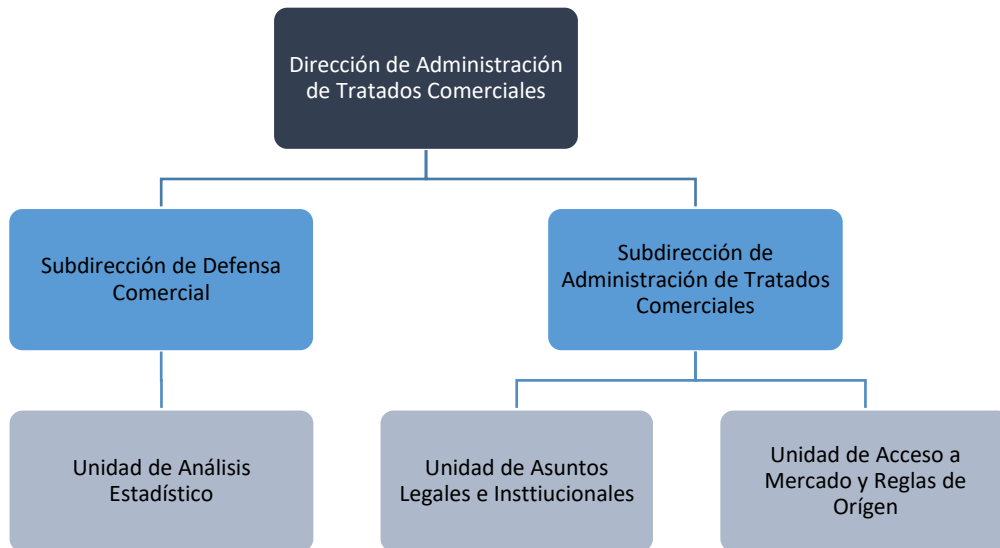 Dirección de Administración
de Tratados Comerciales
Subdirección de Defensa
Comercial
Subdirección de
Administración de Tratados
Comerciales
Unidad de Análisis
Estadístico
Unidad de Asuntos
Legales e Insttiucionales
Unidad de Acceso a
Mercado y Reglas de
Orígen